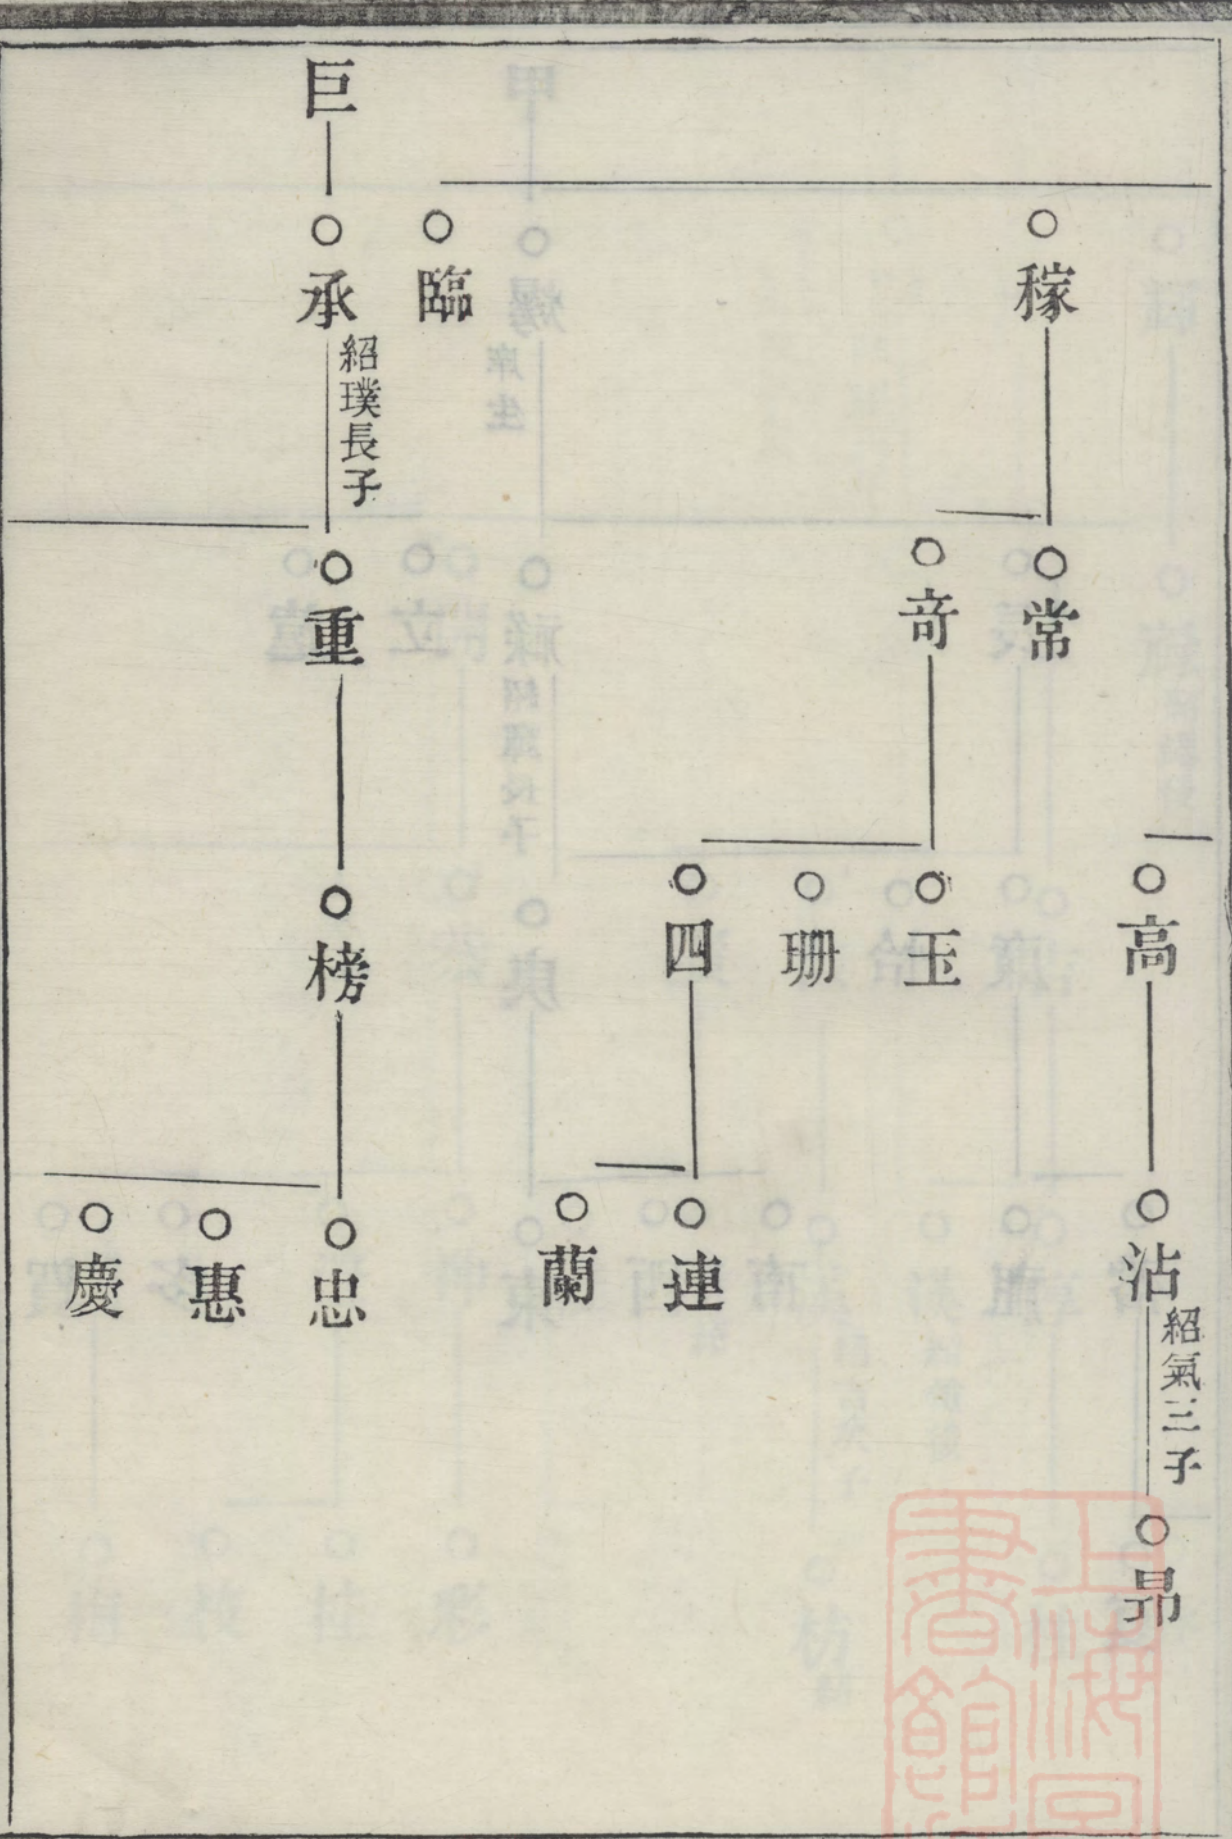 稼
常
奇
高
沾
紹氣三子
昂
玉
珊
四
連
蘭
臨
巨
承
紹璞長子
重
榜
忠
惠
慶